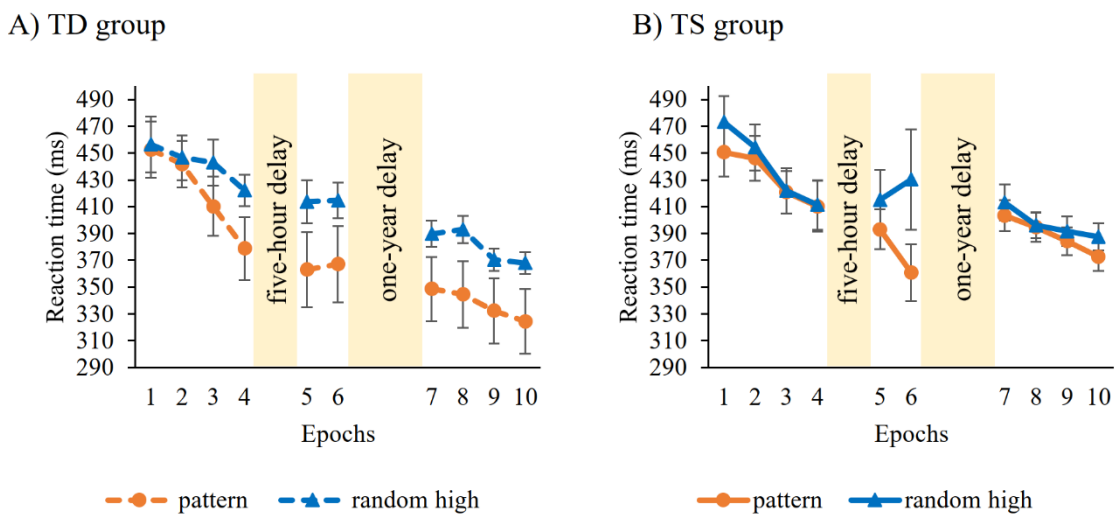 A) TD group
Reaction time (ms)
490
470
450
430
410
390
370
350
330
310
290
five-hour delay
one-year delay
1 2 3 4 5 6 7 8 9 10
Epochs
pattern random high
B) TS group
Reaction time (ms)
490
470
450
430
410
390
370
350
330
310
290
five-hour delay
one-year delay
1 2 3 4 5 6 7 8 9 10
Epochs
pattern random high